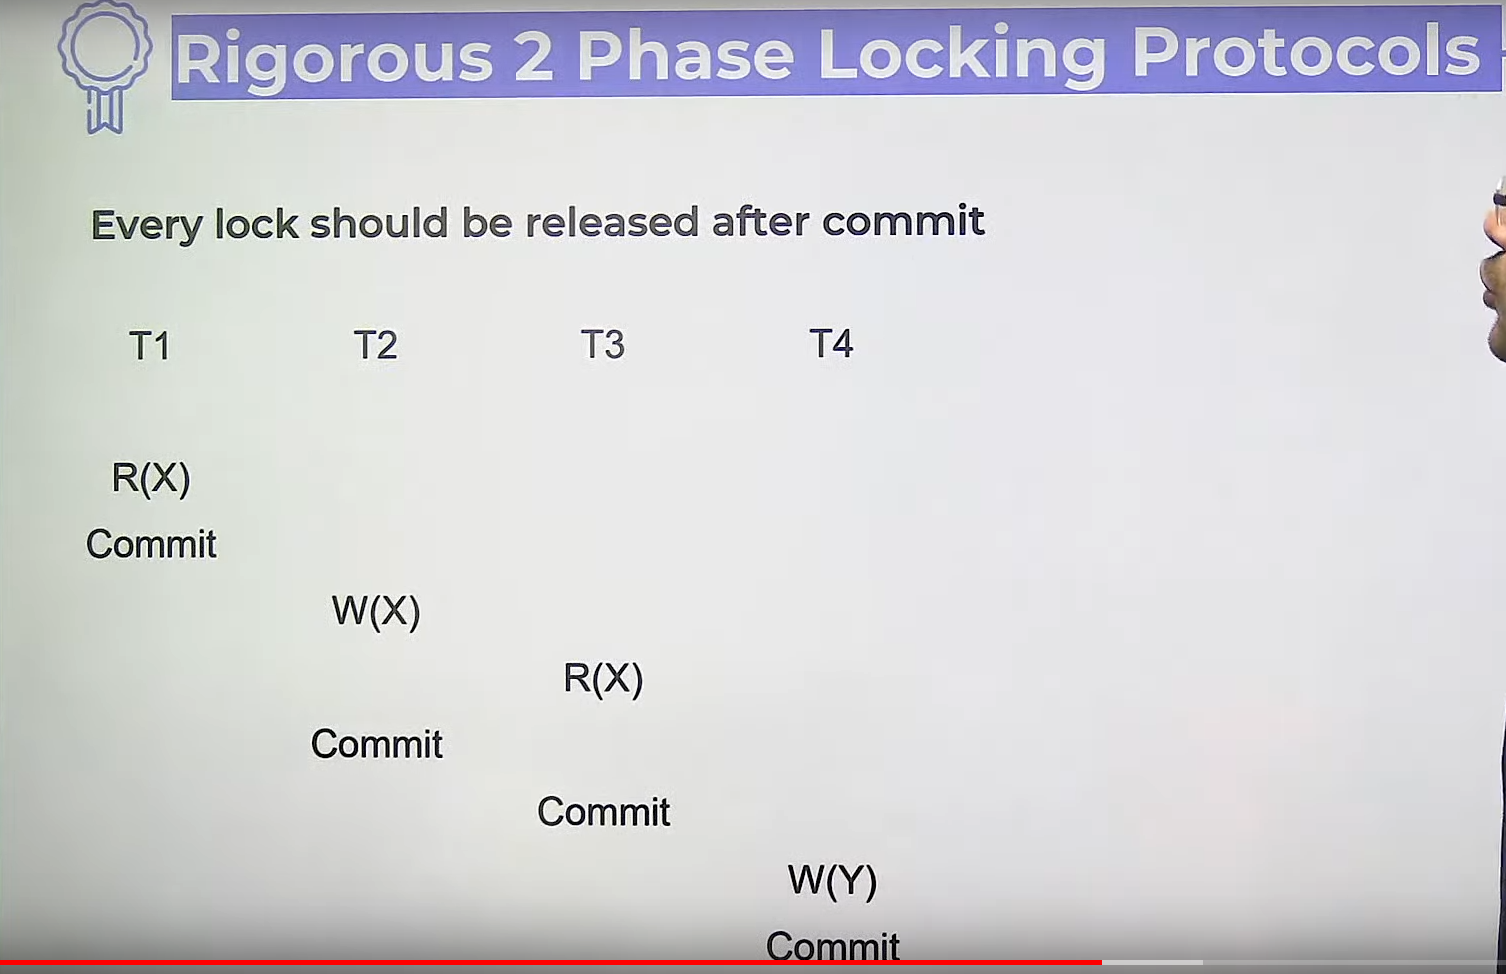 Rigorous 2 Phase Locking Protocols
Every lock should be released after commit
T1 T2 T3 T4
R(X)
Commit
W(X)
R(X)
Commit
Commit
W(Y)
Commit